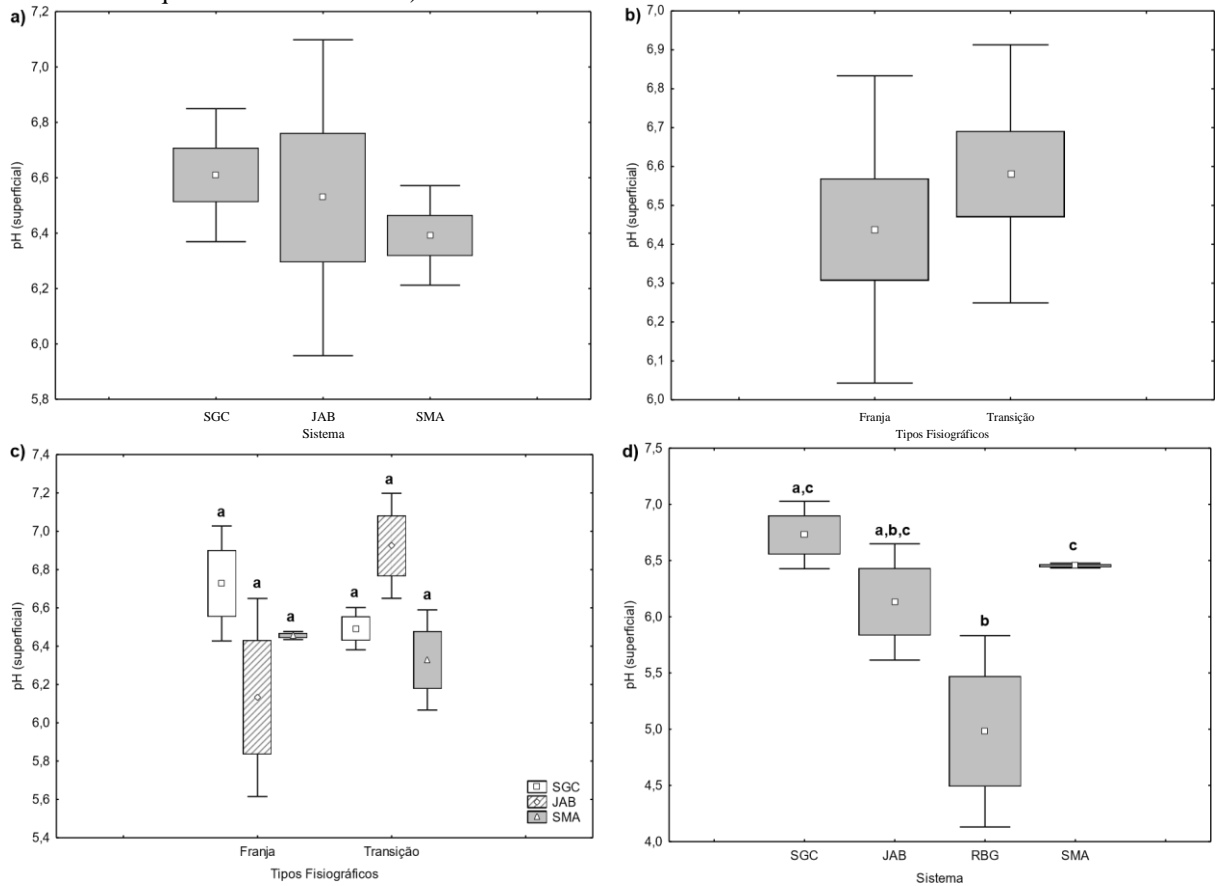 a)
7,2
7,0
6,8
6,6
6,4
6,2
6,0
5,8
pH (superficial)
SGC JAB SMA
Sistema
b)
7,0
6,9
6,8
6,7
6,6
6,5
6,4
6,3
6,2
6,1
6,0
pH (superficial)
Franja Transição
Tipos Fisiográficos
c)
7,4
7,2
7,0
6,8
6,6
6,4
6,2
6,0
5,8
5,6
5,4
pH (superficial)
a a a a a a
SGC
JAB
SMA
Franja Transição
Tipos Fisiográficos
d)
7,5
7,0
6,5
6,0
5,5
5,0
4,5
4,0
pH (superficial)
a,c a,b,c b c
SGC JAB RBG SMA
Sistema